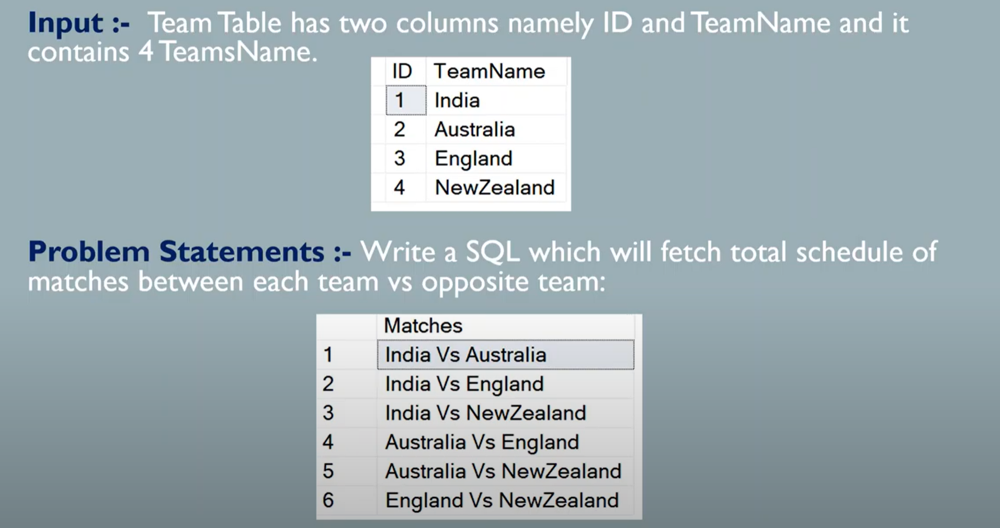 Input :- Team Table has two columns namely ID and TeamName and it
contains 4 TeamsName.
ID TeamName
1 India
2 Australia
3 England
4 NewZealand
Problem Statements :- Write a SQL which will fetch total schedule of
matches between each team vs opposite team:
Matches
1 India Vs Australia
2 India Vs England
3 India Vs NewZealand
4 Australia Vs England
5 Australia Vs NewZealand
6 England Vs NewZealand